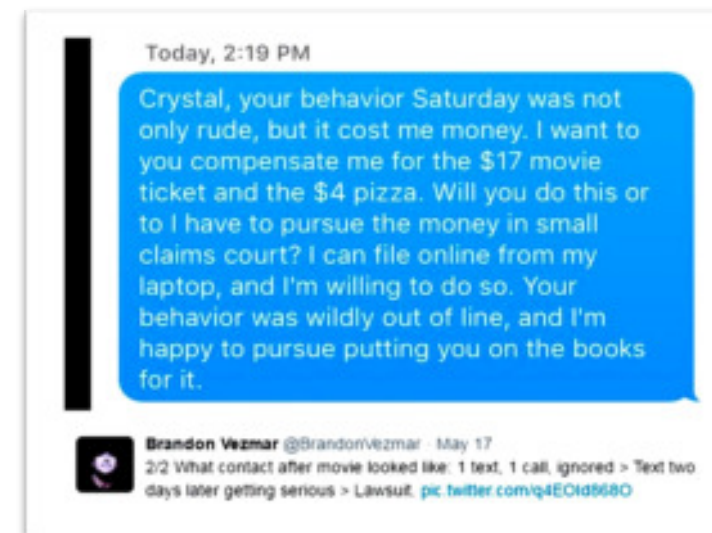 Today, 2:19 PM
Crystal, your behavior Saturday was not
only rude, but it cost me money. I want to
you compensate me for the $17 movie
ticket and the $4 pizza. Will you do this or
to I have to pursue the money in small
claims court? I can file online from my
laptop, and I'm willing to do so. Your
behavior was wildly out of line, and I'm
happy to pursue putting you on the books
for it.
Brandon Vezmar @BrandonVezmar · May 17
2/2 What contact after movie looked like: 1 text, 1 call, ignored > Text two
days later getting serious > Lawsuit. pic.twitter.com/q4EOld868O